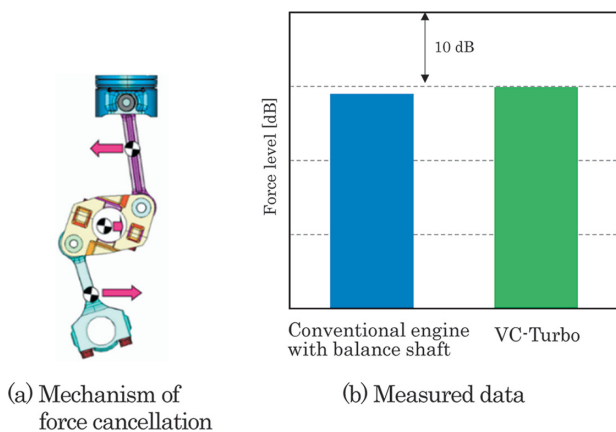 10 dB
Force level [dB]
Conventional engine
with balance shaft
VC-Turbo
(a) Mechanism of
force cancellation
(b) Measured data